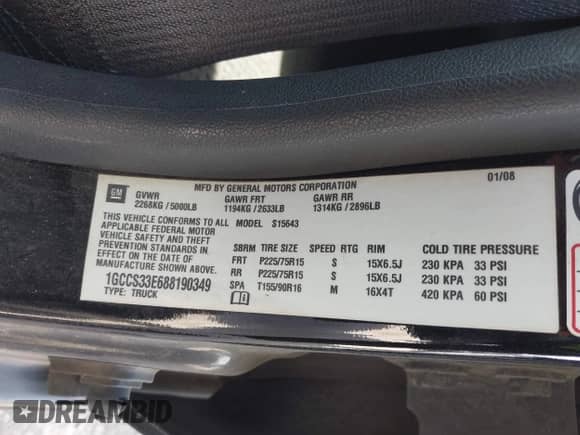 MFD BY GENERAL MOTORS CORPORATION 01/08
GM GVWR GAWR FRT GAWR RR
2268KG / 5000LB 1194KG / 2633LB 1314KG / 2896LB
THIS VEHICLE CONFORMS TO ALL MODEL S15643
APPLICABLE FEDERAL MOTOR
VEHICLE SAFETY AND THEFT
PREVENTION STANDARDS IN
EFFECT ON THE DATE OF
MANUFACTURE SHOWN ABOVE.
1GCCS33E688190349
TYPE: TRUCK
SBRM TIRE SIZE SPEED RTG RIM COLD TIRE PRESSURE
FRT P225/75R15 S 15X6.5J 230 KPA 33 PSI
RR P225/75R15 S 15X6.5J 230 KPA 33 PSI
SPA T155/90R16 M 16X4T 420 KPA 60 PSI
DREAMBID